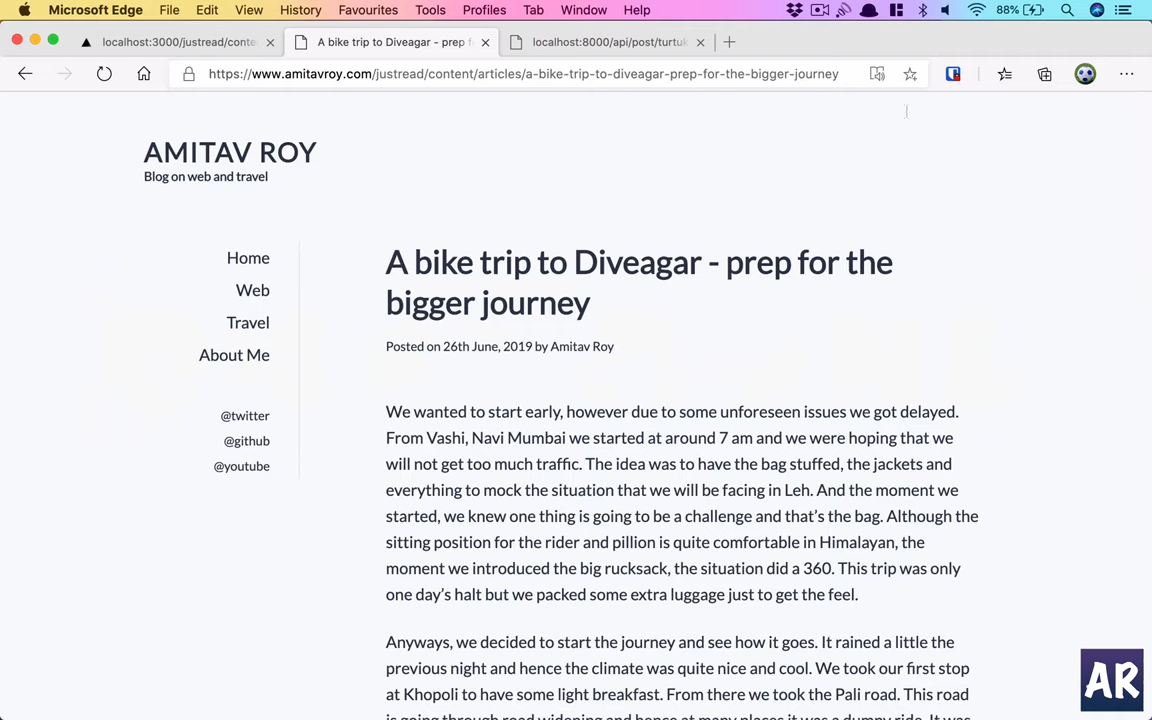 Microsoft Edge File Edit View History Favourites Tools Profiles Tab Window Help 88%
localhost:3000/justread/conte
A bike trip to Diveagar - prep f
localhost:8000/api/post/turtuk
https://www.amitavroy.com/justread/content/articles/a-bike-trip-to-diveagar-prep-for-the-bigger-journey
AMITAV ROY
Blog on web and travel
Home
Web
Travel
About Me
@twitter
@github
@youtube
A bike trip to Diveagar - prep for the
bigger journey
Posted on 26th June, 2019 by Amitav Roy
We wanted to start early, however due to some unforeseen issues we got delayed.
From Vashi, Navi Mumbai we started at around 7 am and we were hoping that we
will not get too much traffic. The idea was to have the bag stuffed, the jackets and
everything to mock the situation that we will be facing in Leh. And the moment we
started, we knew one thing is going to be a challenge and that’s the bag. Although the
sitting position for the rider and pillion is quite comfortable in Himalayan, the
moment we introduced the big rucksack, the situation did a 360. This trip was only
one day’s halt but we packed some extra luggage just to get the feel.
Anyways, we decided to start the journey and see how it goes. It rained a little the
previous night and hence the climate was quite nice and cool. We took our first stop
at Khopoli to have some light breakfast. From there we took the Pali road. This road
is going through road widening and hence at many places it was a dumpy ride. It was
AR